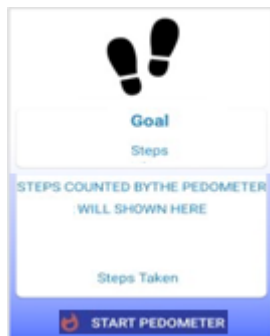 Goal
Steps
STEPS COUNTED BYTHE PEDOMETER
WILL SHOWN HERE
Steps Taken
START PEDOMETER